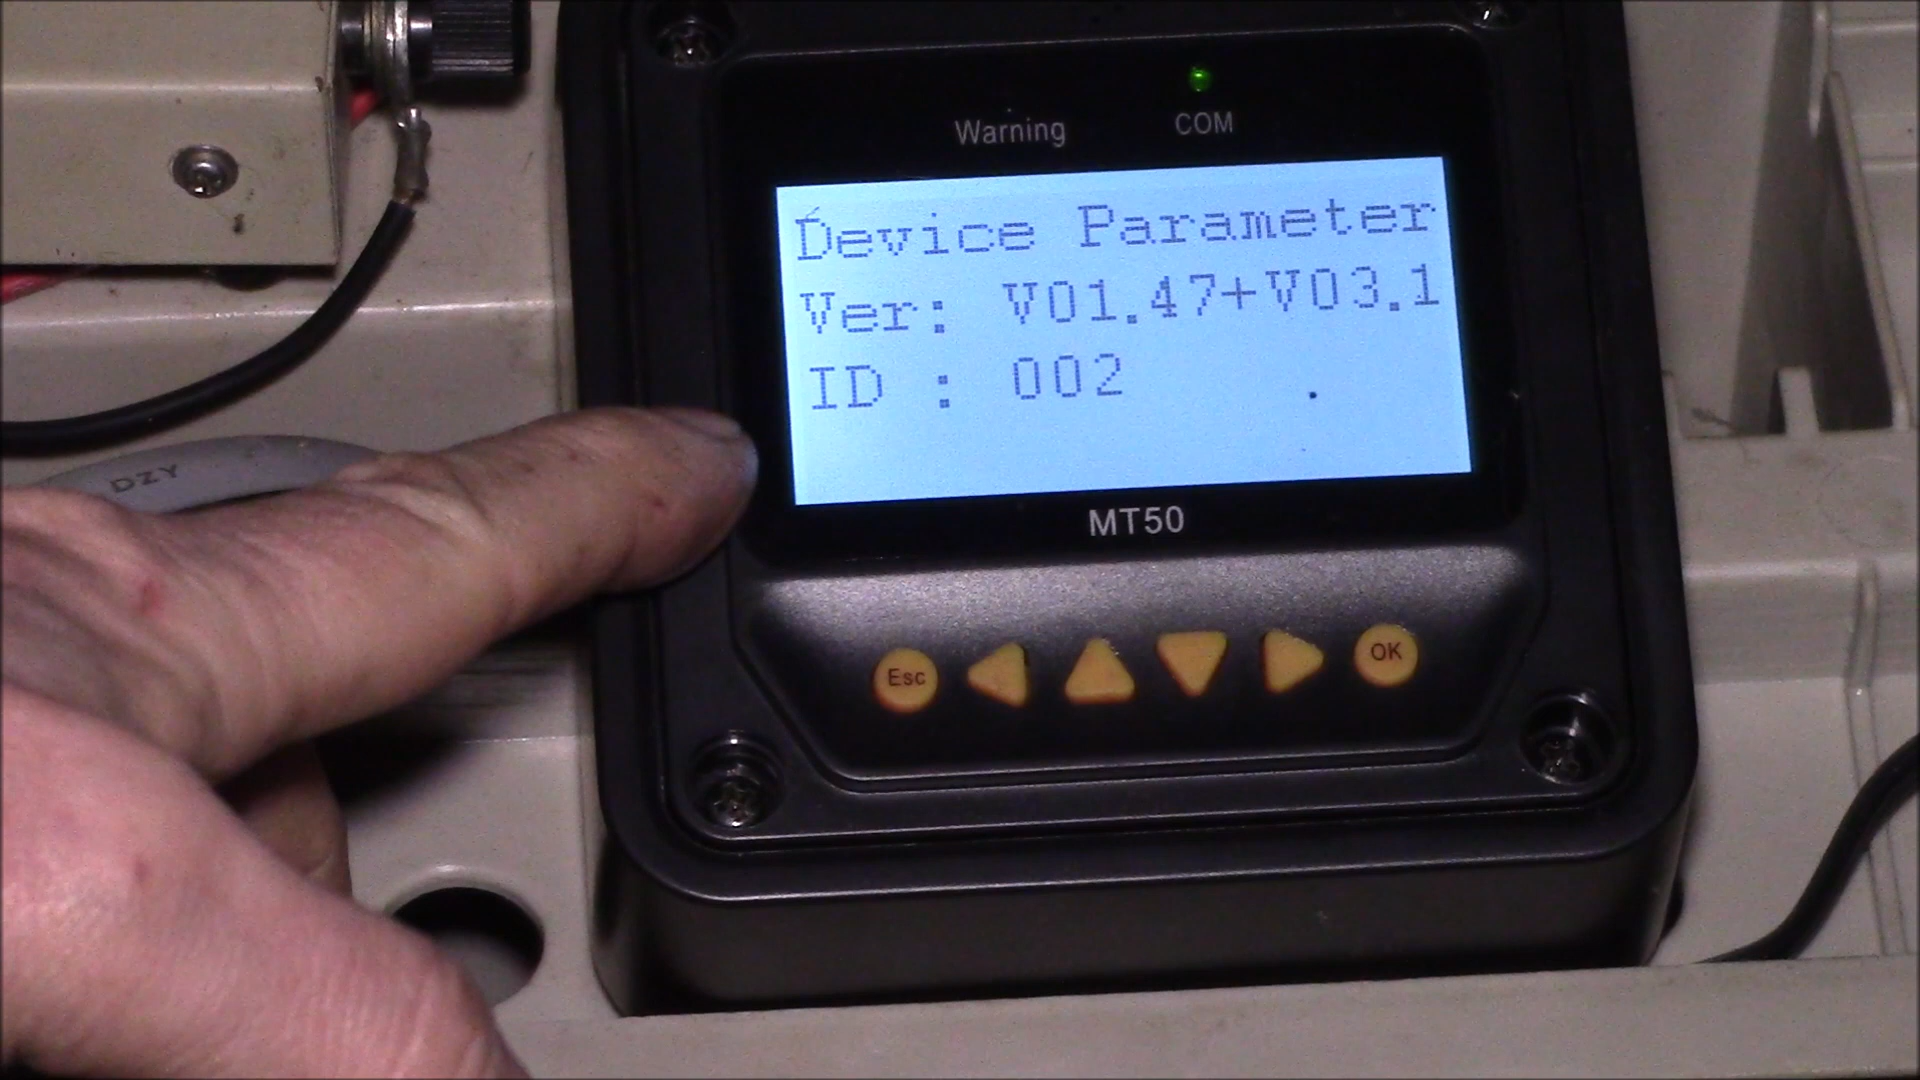 Warning COM
Device Parameter
Ver: V01.47+V03.1
ID : 002
MT50
Esc OK
DZY